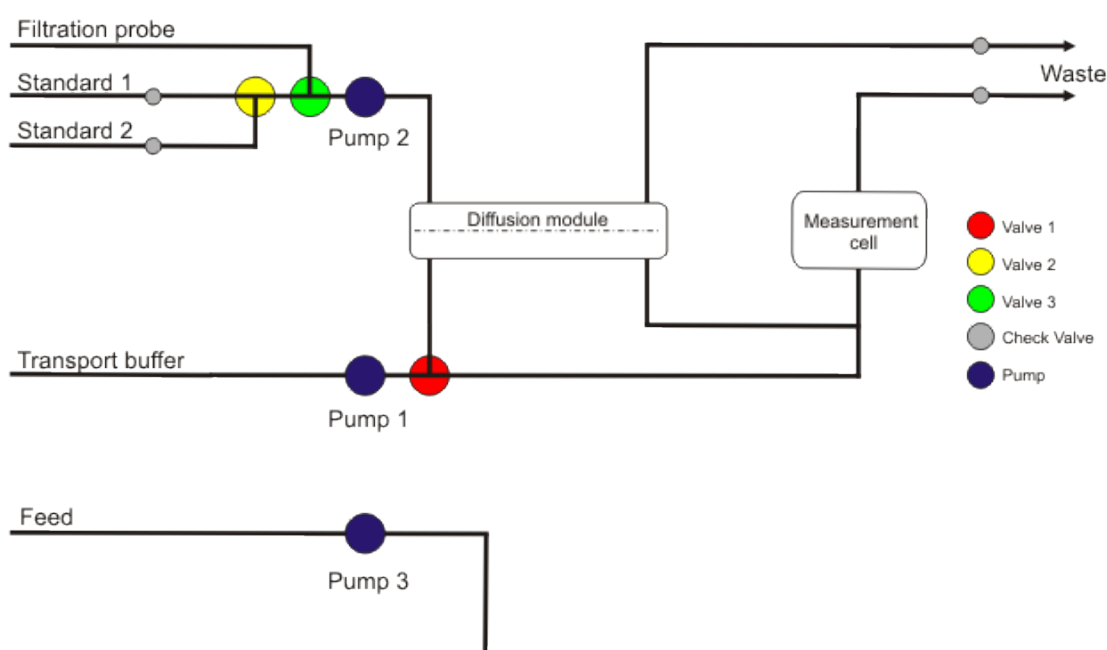 Filtration probe
Standard 1
Standard 2
Pump 2
Waste
Diffusion module
Measurement
cell
Valve 1
Valve 2
Valve 3
Check Valve
Pump
Transport buffer
Pump 1
Feed
Pump 3